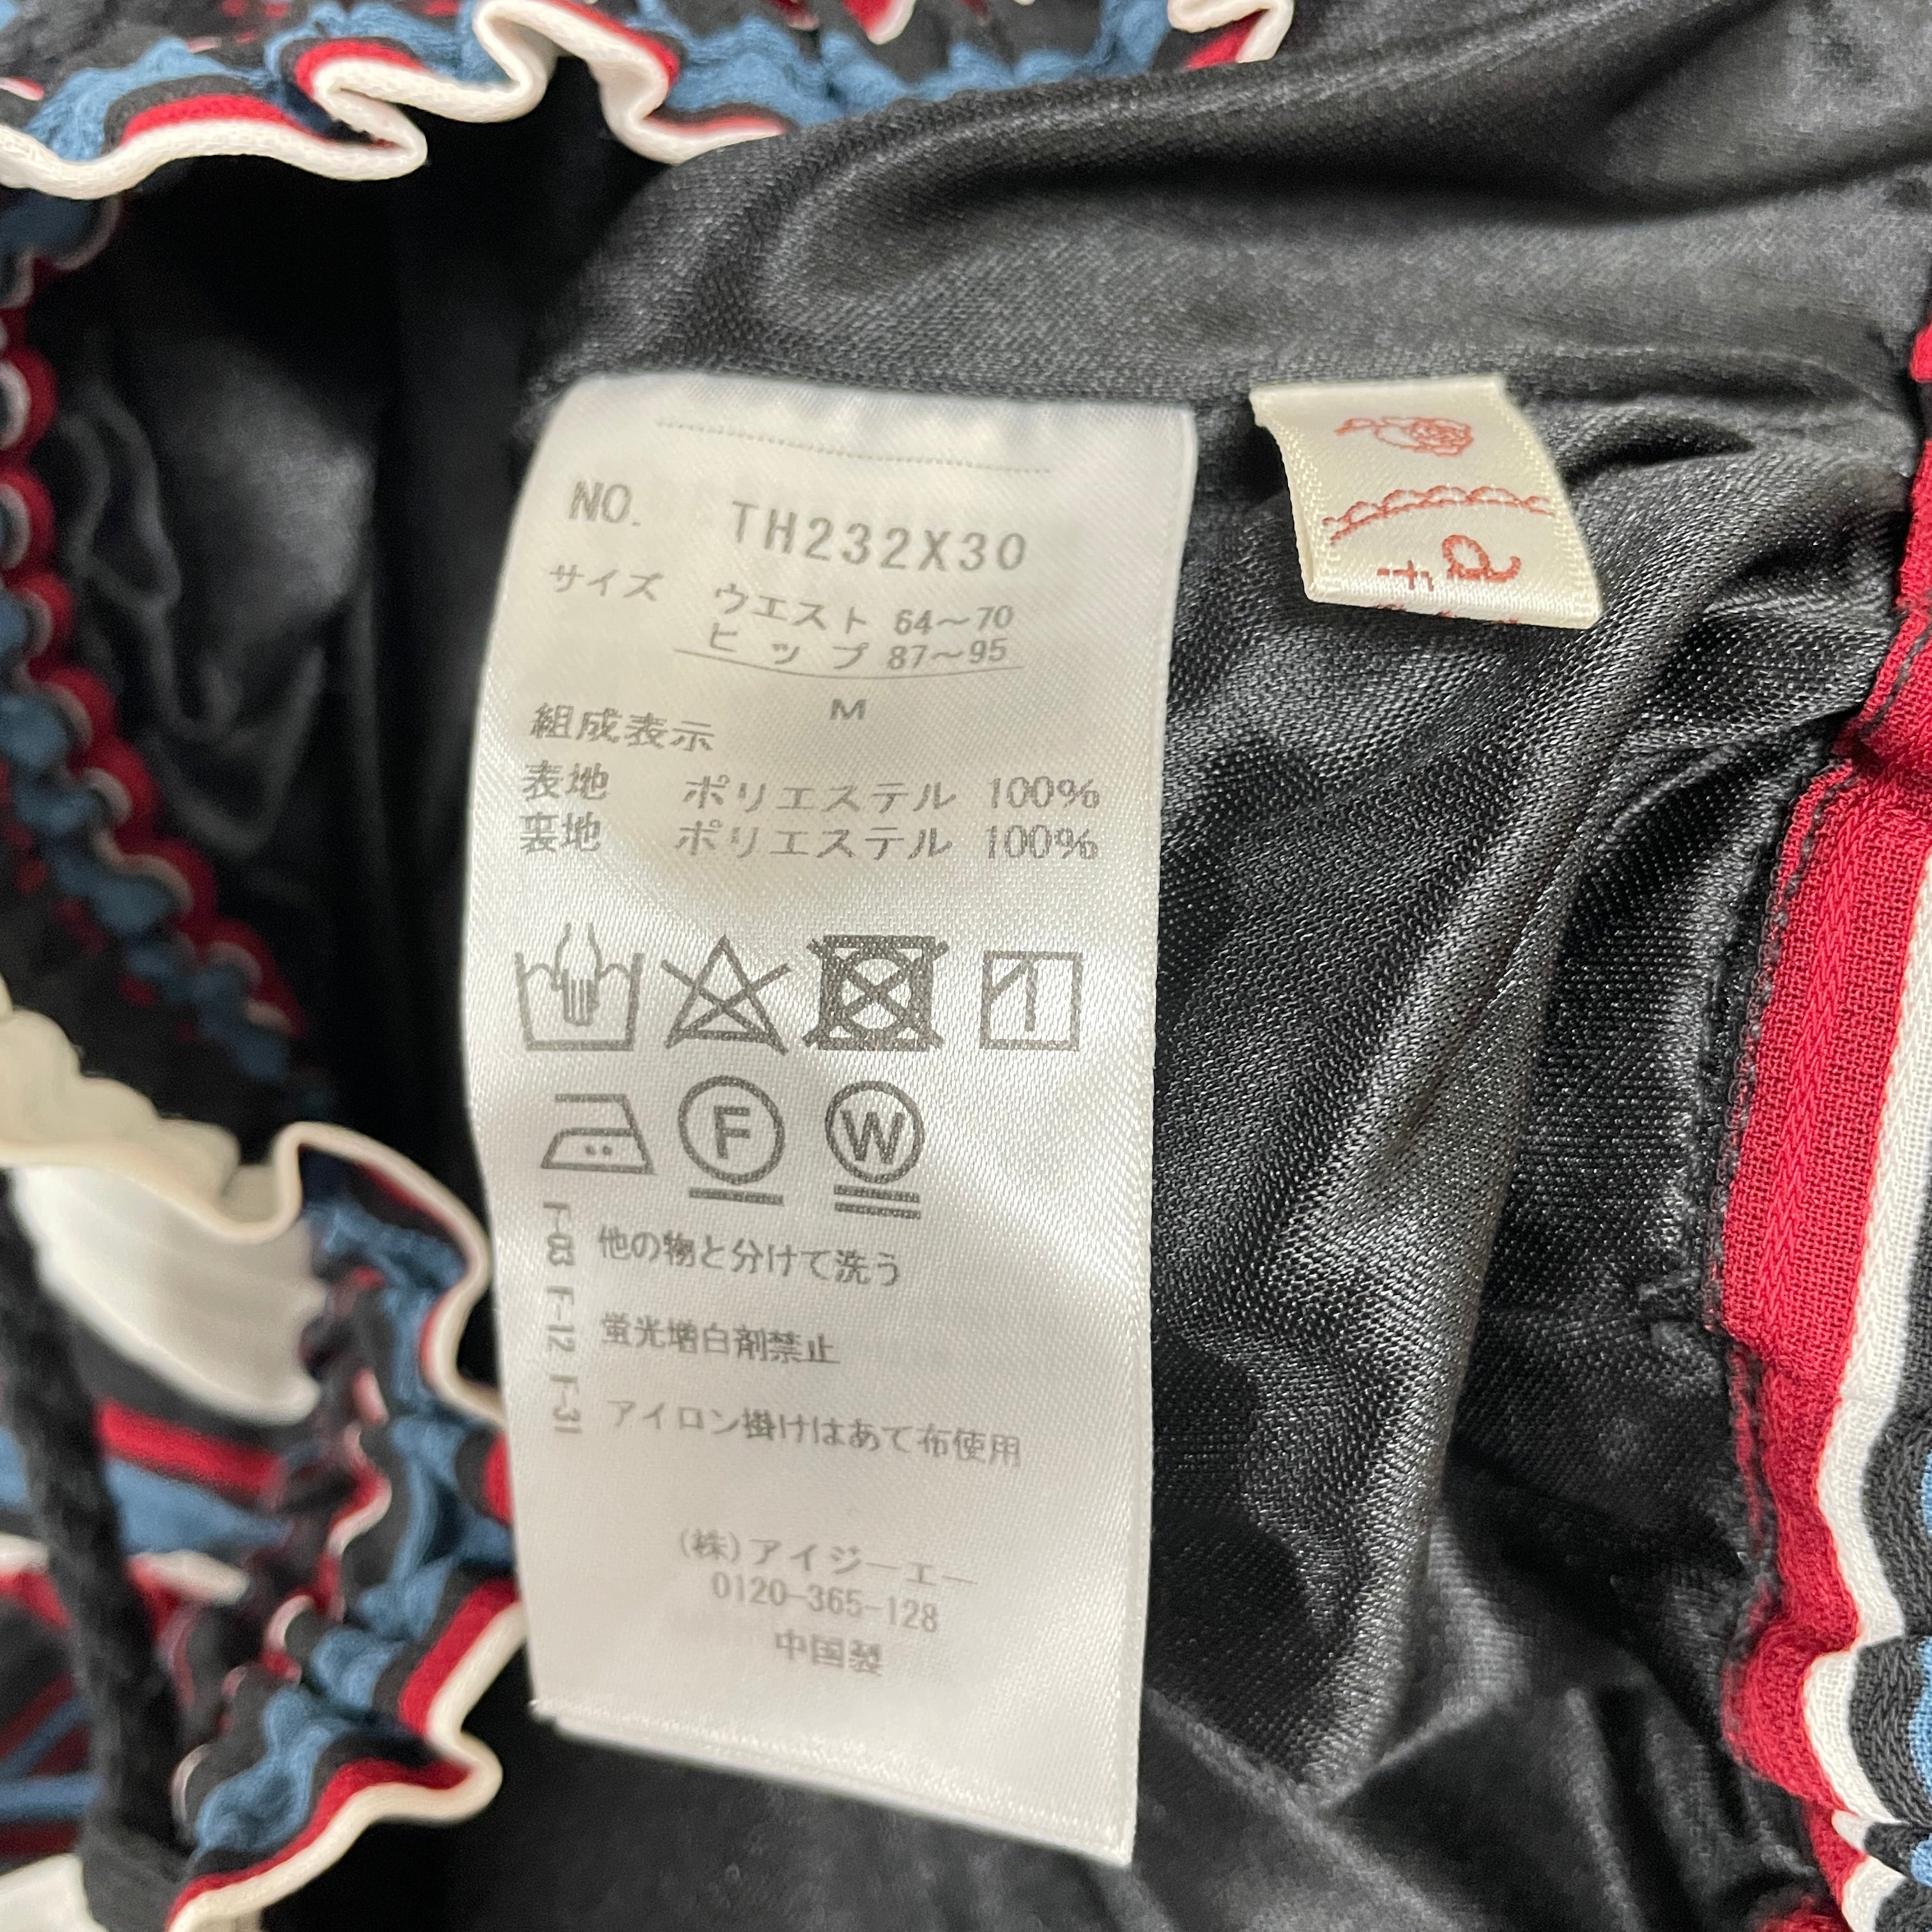 NO. TH232X30
サイズ ウエスト 64〜70
ヒップ 87〜95
M
組成表示
表地 ポリエステル 100%
裏地 ポリエステル 100%
F
W
F-03 他の物と分けて洗う
F-12 蛍光増白剤禁止
F-31 アイロン掛けはあて布使用
(株)アイジーエー
0120-365-128
中国製